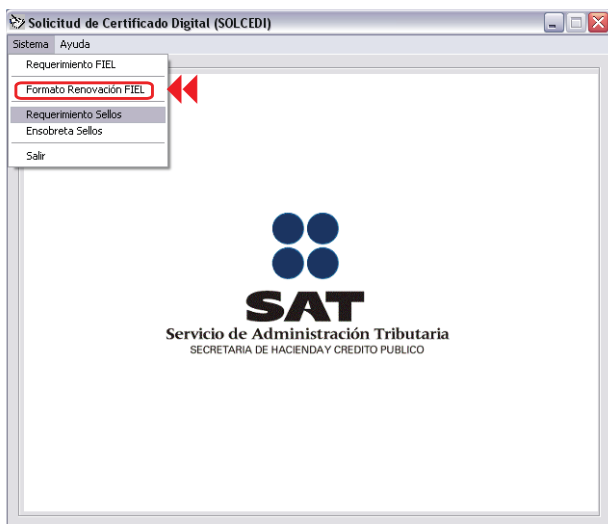 Solicitud de Certificado Digital (SOLCEDI)
Sistema Ayuda
Requerimiento FIEL
Formato Renovación FIEL
Requerimiento Sellos
Ensobreta Sellos
Salir
SAT
Servicio de Administración Tributaria
SECRETARIA DE HACIENDA Y CREDITO PUBLICO